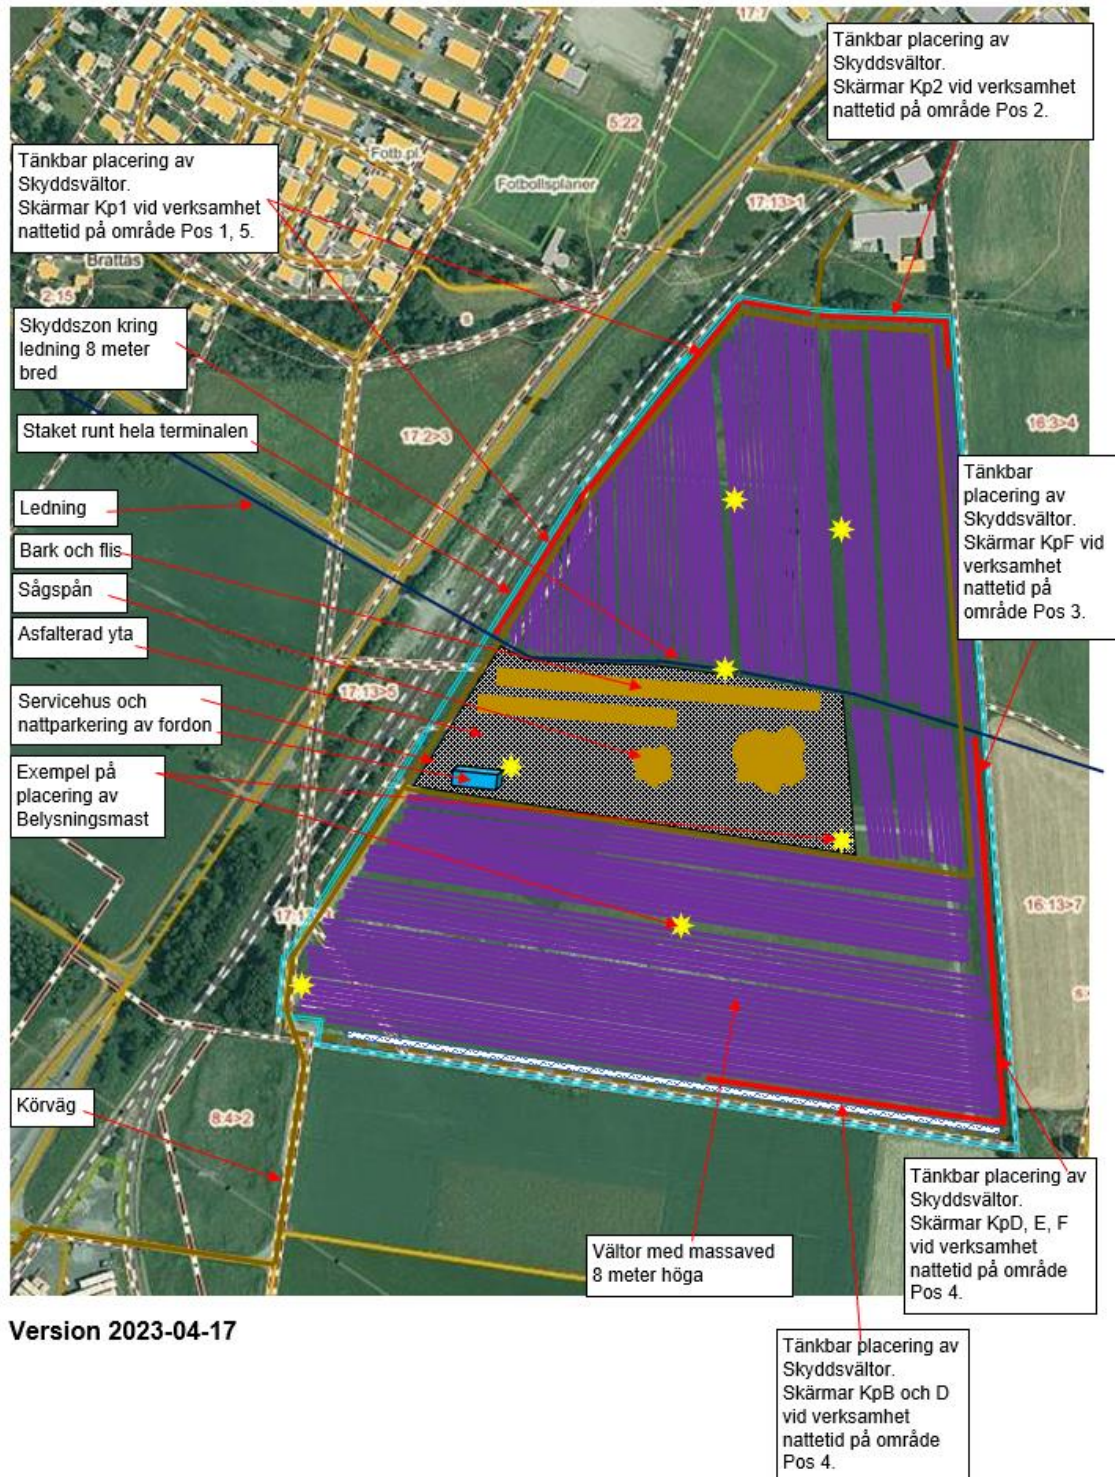 17:7
Tänkbar placering av
Skyddsvältor.
Skärmar Kp2 vid verksamhet
nattetid på område Pos 2.
5:22
Fotb.pl
Fotbollsplaner
Tänkbar placering av
Skyddsvältor.
Skärmar Kp1 vid verksamhet
nattetid på område Pos 1, 5.
17:13>1
Brattås
2:15
s
Skyddszon kring
ledning 8 meter
bred
17:2>3
16:3>4
Staket runt hela terminalen
Tänkbar
placering av
Skyddsvältor.
Skärmar KpF vid
verksamhet
nattetid på
område Pos 3.
Ledning
Bark och flis
Sågspån
Asfalterad yta
17:13>5
Servicehus och
nattparkering av fordon
Exempel på
placering av
Belysningsmast
16:13>7
Körväg
8:4>2
Vältor med massaved
8 meter höga
Tänkbar placering av
Skyddsvältor.
Skärmar KpD, E, F
vid verksamhet
nattetid på område
Pos 4.
Version 2023-04-17
Tänkbar placering av
Skyddsvältor.
Skärmar KpB och D
vid verksamhet
nattetid på område
Pos 4.